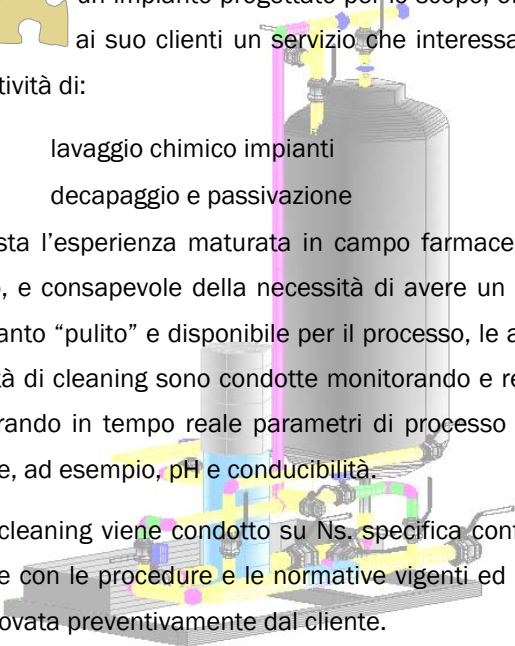 un impianto progettato per lo scopo,
ai suo clienti un servizio che interessa
tività di:
lavaggio chimico impianti
decapaggio e passivazione
sta l'esperienza maturata in campo farmace
o, e consapevole della necessità di avere un
anto “pulito” e disponibile per il processo, le a
tà di cleaning sono condotte monitorando e re
rando in tempo reale parametri di processo
e, ad esempio, pH e conducibilità.
cleaning viene condotto su Ns. specifica conf
e con le procedure e le normative vigenti ed
ovata preventivamente dal cliente.